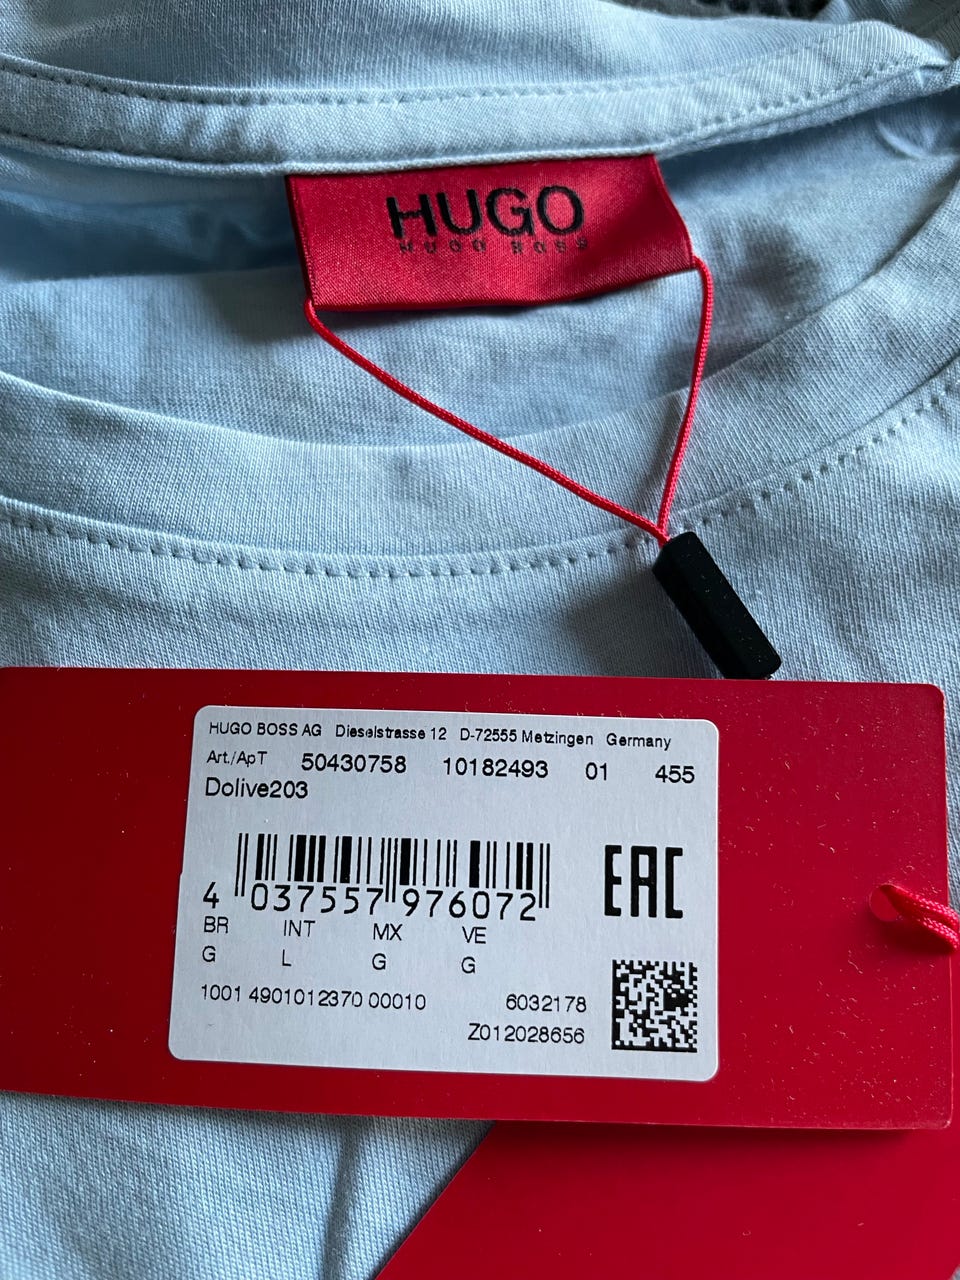 HUGO
HUGO BOSS
HUGO BOSS AG Dieselstrasse 12 D-72555 Metzingen Germany
Art./ApT 50430758 10182493 01 455
Dolive203
4 037557 976072
EAC
BR INT MX VE
G L G G
1001 4901012370 00010 6032178
Z012028656